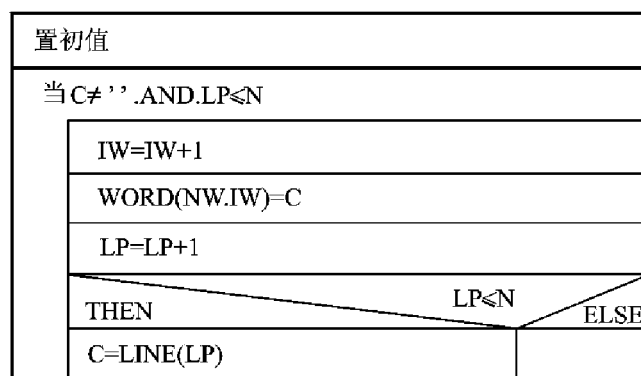 置初值
当C≠’’.AND.LP⩽N
IW=IW+1
WORD(NW.IW)=C
LP=LP+1
LP⩽N
THEN
ELSE
C=LINE(LP)